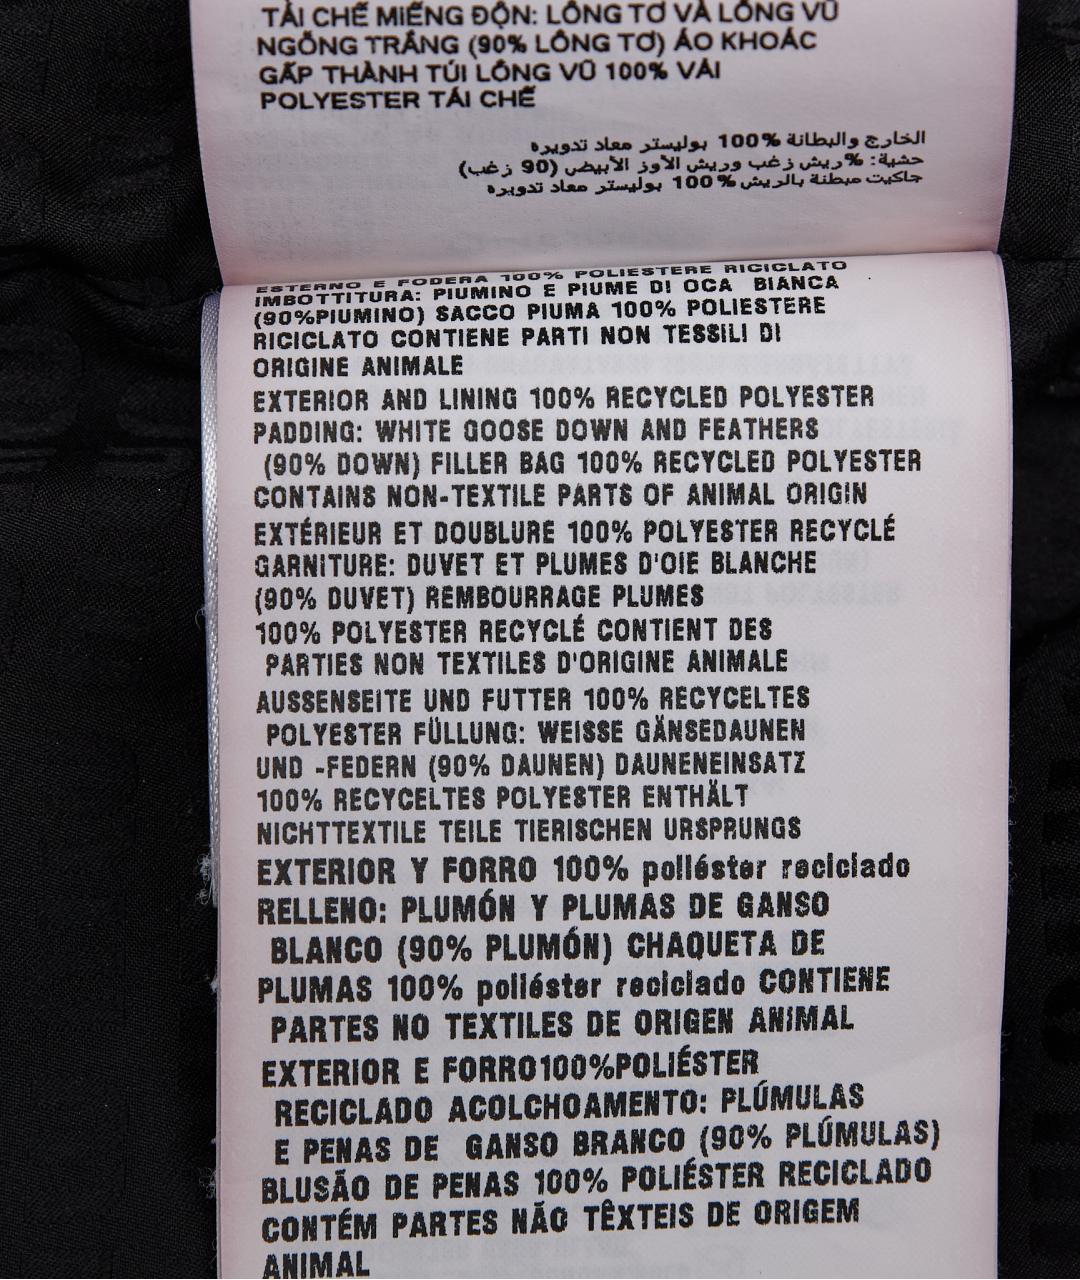 TÁI CHẾ MIẾNG ĐỘN: LÔNG TƠ VÀ LÔNG VŨ
NGỖNG TRẮNG (90% LÔNG TƠ) ÁO KHOÁC
GẤP THÀNH TÚI LÔNG VŨ 100% VẢI
POLYESTER TÁI CHẾ
الخارج والبطانة %100 بوليستر معاد تدويره
حشية: %ريش زغب وريش الأوز الأبيض (90 زغب)
جاكيت مبطنة بالريش %100 بوليستر معاد تدويره
ESTERNO E FODERA 100% POLIESTERE RICICLATO
IMBOTTITURA: PIUMINO E PIUME DI OCA BIANCA
(90%PIUMINO) SACCO PIUMA 100% POLIESTERE
RICICLATO CONTIENE PARTI NON TESSILI DI
ORIGINE ANIMALE
EXTERIOR AND LINING 100% RECYCLED POLYESTER
PADDING: WHITE GOOSE DOWN AND FEATHERS
(90% DOWN) FILLER BAG 100% RECYCLED POLYESTER
CONTAINS NON-TEXTILE PARTS OF ANIMAL ORIGIN
EXTÉRIEUR ET DOUBLURE 100% POLYESTER RECYCLÉ
GARNITURE: DUVET ET PLUMES D'OIE BLANCHE
(90% DUVET) REMBOURRAGE PLUMES
100% POLYESTER RECYCLÉ CONTIENT DES
PARTIES NON TEXTILES D'ORIGINE ANIMALE
AUSSENSEITE UND FUTTER 100% RECYCELTES
POLYESTER FÜLLUNG: WEISSE GÄNSEDAUNEN
UND -FEDERN (90% DAUNEN) DAUNENEINSATZ
100% RECYCELTES POLYESTER ENTHÄLT
NICHTTEXTILE TEILE TIERISCHEN URSPRUNGS
EXTERIOR Y FORRO 100% poliéster reciclado
RELLENO: PLUMÓN Y PLUMAS DE GANSO
BLANCO (90% PLUMÓN) CHAQUETA DE
PLUMAS 100% poliéster reciclado CONTIENE
PARTES NO TEXTILES DE ORIGEN ANIMAL
EXTERIOR E FORRO100%POLIÉSTER
RECICLADO ACOLCHOAMENTO: PLÚMULAS
E PENAS DE GANSO BRANCO (90% PLÚMULAS)
BLUSÃO DE PENAS 100% POLIÉSTER RECICLADO
CONTÉM PARTES NÃO TÊXTEIS DE ORIGEM
ANIMAL